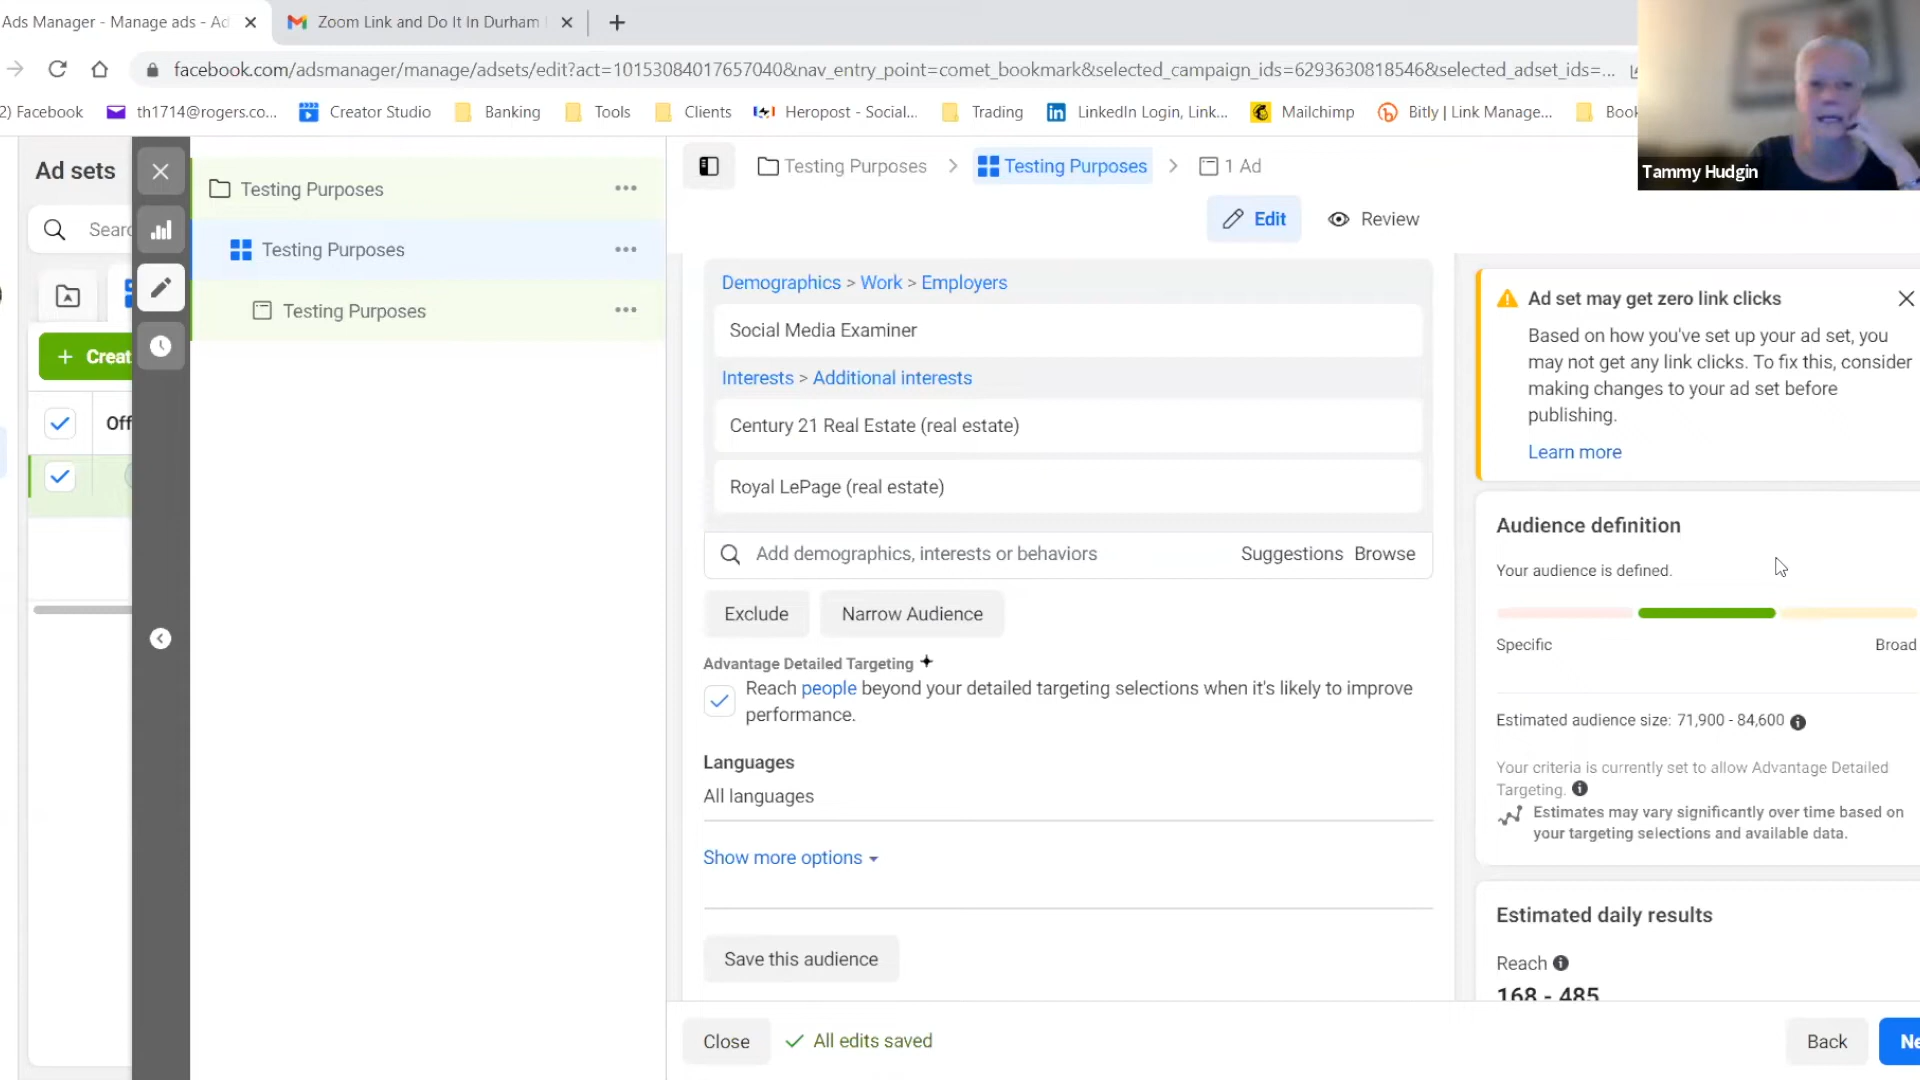 Ads Manager - Manage ads - Ad
Zoom Link and Do It In Durham
facebook.com/adsmanager/manage/adsets/edit?act=10153084017657040&nav_entry_point=comet_bookmark&selected_campaign_ids=6293630818546&selected_adset_ids=...
2) Facebook
th1714@rogers.co...
Creator Studio
Banking
Tools
Clients
Heropost - Social...
Trading
LinkedIn Login, Link...
Mailchimp
Bitly | Link Manage...
Book
Tammy Hudgin
Ad sets
Searc
Creat
Off
Testing Purposes
Testing Purposes
Testing Purposes
Testing Purposes > Testing Purposes > 1 Ad
Edit
Review
Demographics > Work > Employers
Social Media Examiner
Interests > Additional interests
Century 21 Real Estate (real estate)
Royal LePage (real estate)
Add demographics, interests or behaviors
Suggestions
Browse
Exclude
Narrow Audience
Advantage Detailed Targeting
Reach people beyond your detailed targeting selections when it's likely to improve
performance.
Languages
All languages
Show more options
Save this audience
Close
All edits saved
Ad set may get zero link clicks
Based on how you've set up your ad set, you
may not get any link clicks. To fix this, consider
making changes to your ad set before
publishing.
Learn more
Audience definition
Your audience is defined.
Specific
Broad
Estimated audience size: 71,900 - 84,600
Your criteria is currently set to allow Advantage Detailed
Targeting.
Estimates may vary significantly over time based on
your targeting selections and available data.
Estimated daily results
Reach
168 - 485
Back
Ne